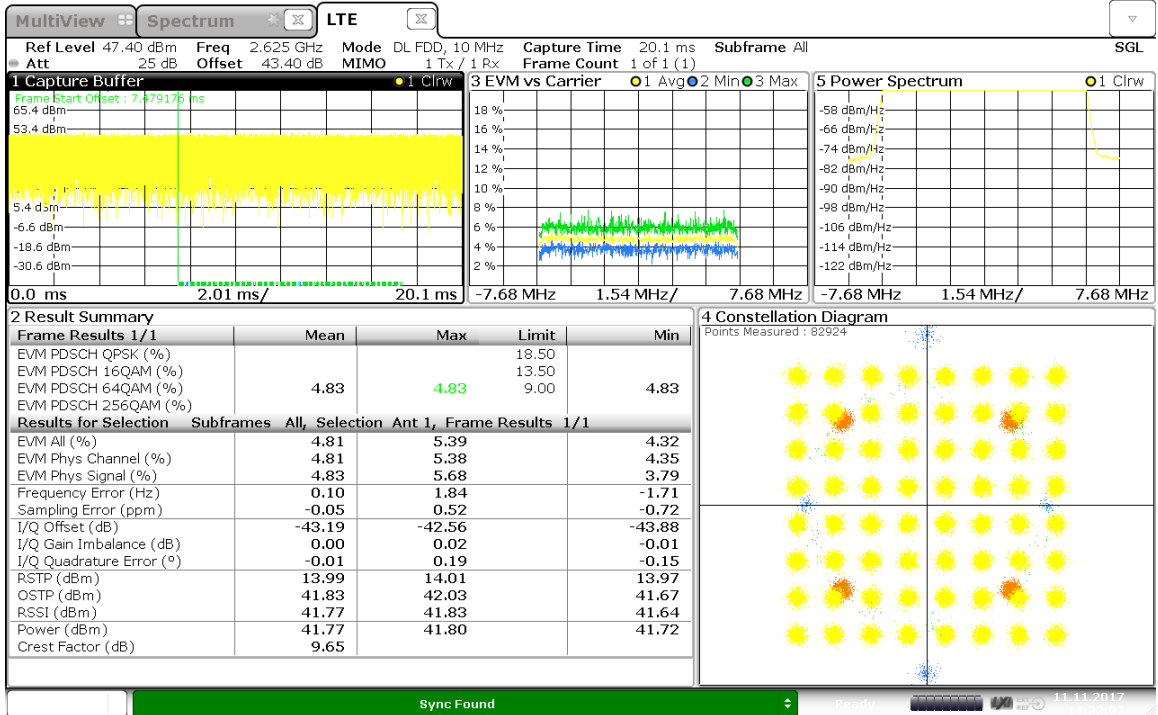 MultiView Spectrum LTE
Ref Level 47.40 dBm Freq 2.625 GHz Mode DL FDD, 10 MHz Capture Time 20.1 ms Subframe All SGL
Att 25 dB Offset 43.40 dB MIMO 1 Tx / 1 Rx Frame Count 1 of 1 (1)
1 Capture Buffer 1 Clrw
Frame Start Offset : 7.479176 ms
65.4 dBm
53.4 dBm
5.4 dBm
-6.6 dBm
-18.6 dBm
-30.6 dBm
0.0 ms 2.01 ms/ 20.1 ms
3 EVM vs Carrier 1 Avg 2 Min 3 Max
18 %
16 %
14 %
12 %
10 %
8 %
6 %
4 %
2 %
-7.68 MHz 1.54 MHz/ 7.68 MHz
5 Power Spectrum 1 Clrw
-58 dBm/Hz
-66 dBm/Hz
-74 dBm/Hz
-82 dBm/Hz
-90 dBm/Hz
-98 dBm/Hz
-106 dBm/Hz
-114 dBm/Hz
-122 dBm/Hz
-7.68 MHz 1.54 MHz/ 7.68 MHz
2 Result Summary
Frame Results 1/1 Mean Max Limit Min
EVM PDSCH QPSK (%) 18.50
EVM PDSCH 16QAM (%) 13.50
EVM PDSCH 64QAM (%) 4.83 4.83 9.00 4.83
EVM PDSCH 256QAM (%)
Results for Selection Subframes All, Selection Ant 1, Frame Results 1/1
EVM All (%) 4.81 5.39 4.32
EVM Phys Channel (%) 4.81 5.38 4.35
EVM Phys Signal (%) 4.83 5.68 3.79
Frequency Error (Hz) 0.10 1.84 -1.71
Sampling Error (ppm) -0.05 0.52 -0.72
I/Q Offset (dB) -43.19 -42.56 -43.88
I/Q Gain Imbalance (dB) 0.00 0.02 -0.01
I/Q Quadrature Error (°) -0.01 0.19 -0.15
RSTP (dBm) 13.99 14.01 13.97
OSTP (dBm) 41.83 42.03 41.67
RSSI (dBm) 41.77 41.83 41.64
Power (dBm) 41.77 41.80 41.72
Crest Factor (dB) 9.65
4 Constellation Diagram
Points Measured : 82924
Sync Found Ready LXI EXT REF 11.11.2017